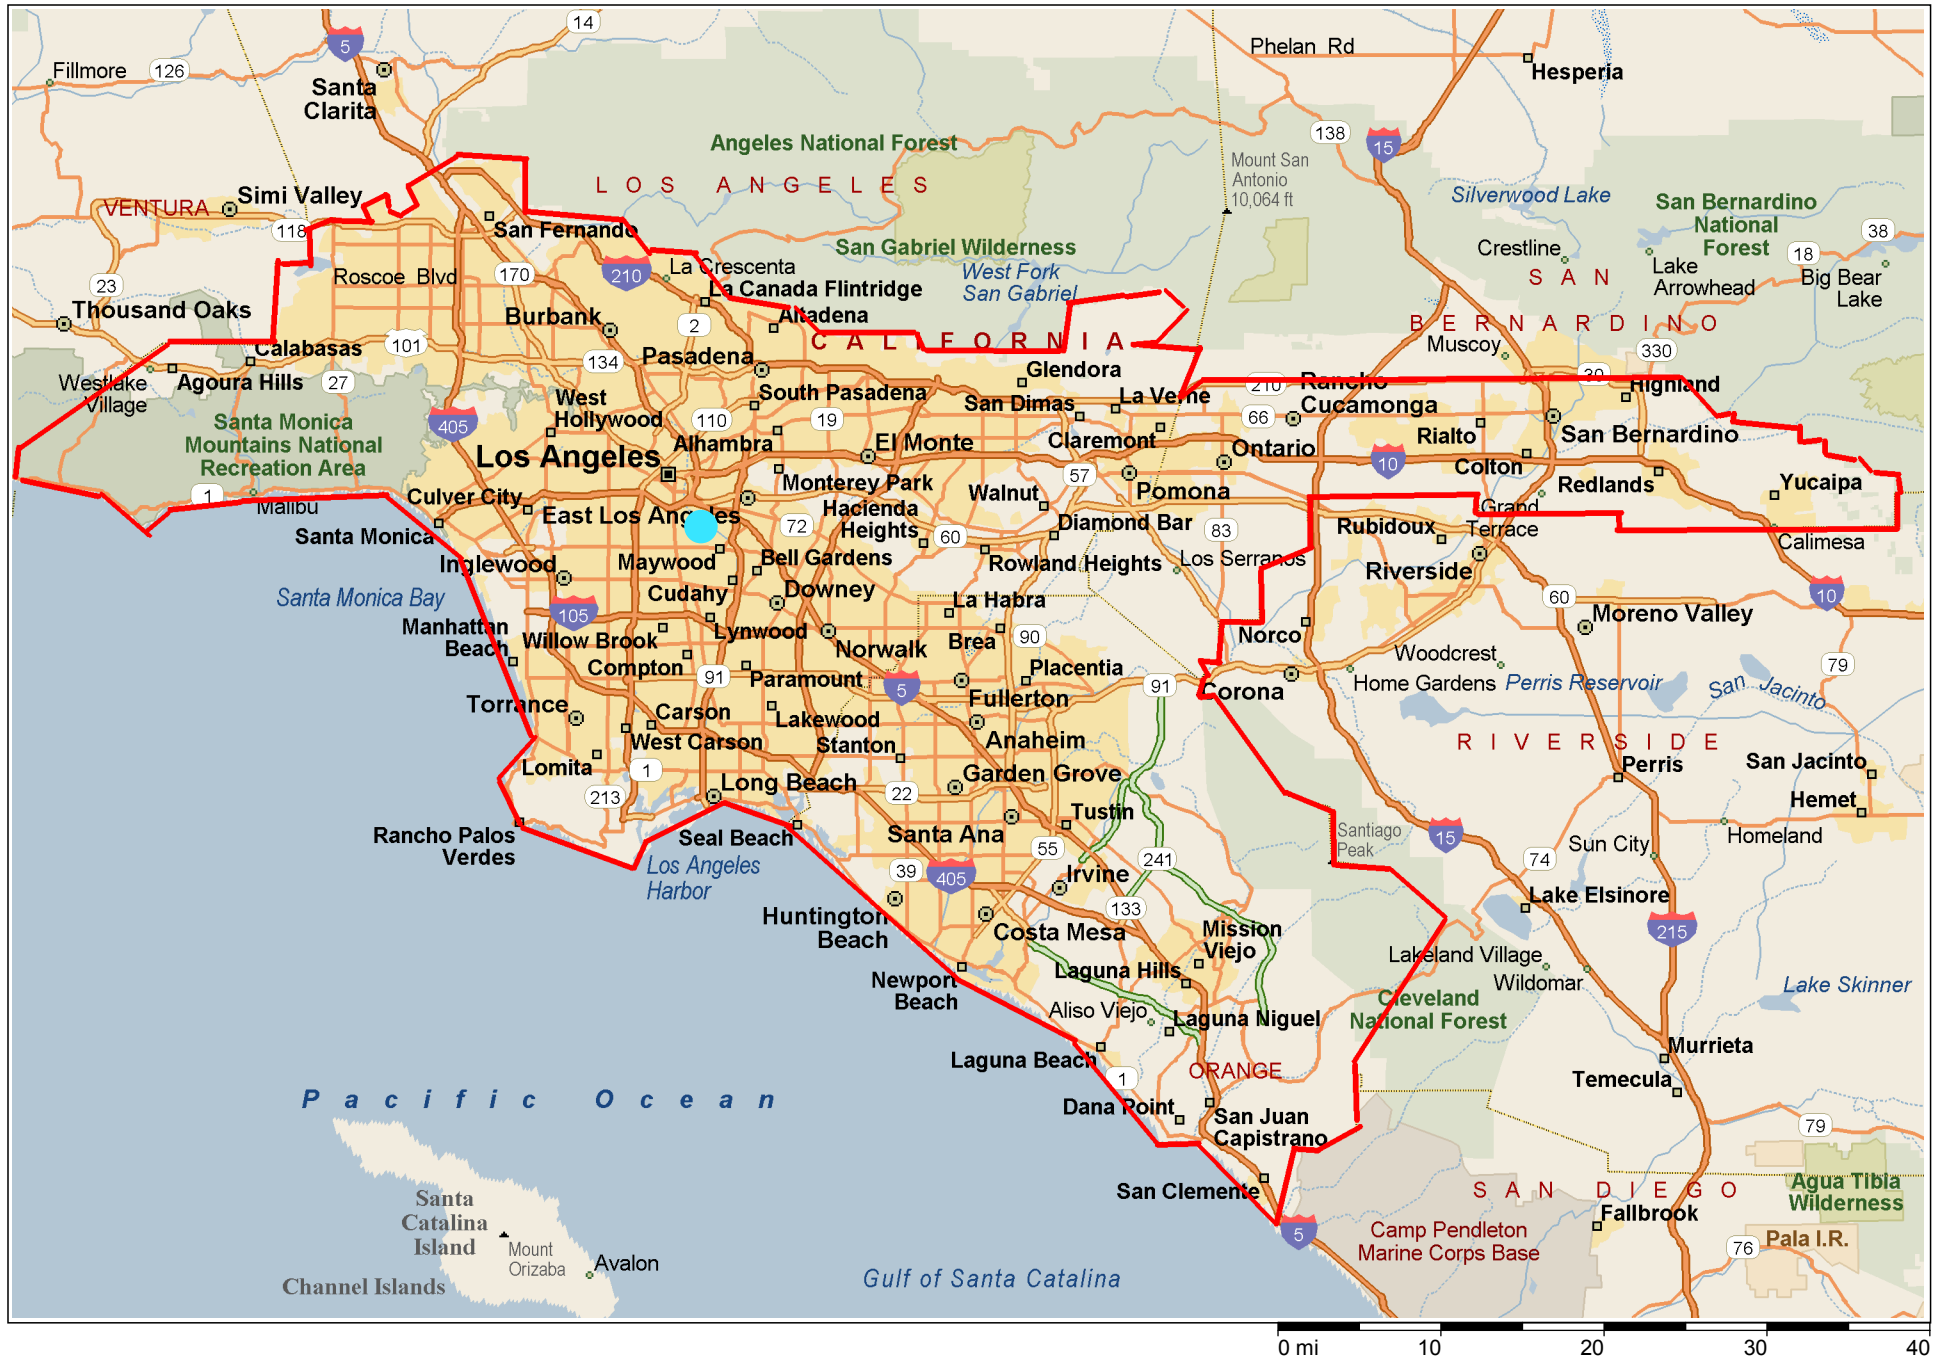 14
5
Fillmore
126
Santa
Clarita
Phelan Rd
Hesperia
138
15
Angeles National Forest
Mount San
Antonio
10,064 ft
LOS ANGELES
Silverwood Lake
San Bernardino
National
Forest
38
18
VENTURA
Simi Valley
118
San Fernando
San Gabriel Wilderness
West Fork
San Gabriel
Crestline
Lake
Arrowhead
Big Bear
Lake
SAN
BERNARDINO
Roscoe Blvd
170
210
La Crescenta
La Canada Flintridge
23
Thousand Oaks
Burbank
Altadena
2
CALIFORNIA
Muscoy
330
101
Calabasas
134
Pasadena
Glendora
Westlake
Village
Agoura Hills
27
South Pasadena
San Dimas
La Verne
210
Rancho
Cucamonga
30
Highland
66
West
Hollywood
110
19
405
Santa Monica
Mountains National
Recreation Area
Alhambra
El Monte
Claremont
Ontario
Rialto
San Bernardino
Los Angeles
10
Colton
57
Pomona
Redlands
Yucaipa
1
Malibu
Culver City
Monterey Park
Walnut
Grand
Terrace
East Los Angeles
72
Hacienda
Heights
60
Diamond Bar
83
Rubidoux
Calimesa
Santa Monica
Maywood
Bell Gardens
Rowland Heights
Los Serranos
Riverside
Inglewood
Santa Monica Bay
Cudahy
Downey
La Habra
60
10
105
Manhattan
Beach
Willow Brook
Lynwood
Norwalk
Brea
90
Norco
Moreno Valley
Compton
91
Paramount
5
Placentia
91
Woodcrest
79
Corona
Home Gardens
Perris Reservoir
San Jacinto
Torrance
Carson
Lakewood
Fullerton
West Carson
Stanton
Anaheim
RIVERSIDE
Lomita
1
Perris
San Jacinto
213
Long Beach
22
Garden Grove
Hemet
Rancho Palos
Verdes
Seal Beach
Santa Ana
Tustin
Santiago
Peak
15
Homeland
Los Angeles
Harbor
55
39
405
Irvine
241
74
Sun City
133
Lake Elsinore
Huntington
Beach
Costa Mesa
Mission
Viejo
215
Newport
Beach
Laguna Hills
Lakeland Village
Wildomar
Lake Skinner
Aliso Viejo
Laguna Niguel
Cleveland
National Forest
Laguna Beach
ORANGE
Murrieta
1
Temecula
Pacific Ocean
Dana Point
San Juan
Capistrano
79
San Clemente
SAN DIEGO
Agua Tibia
Wilderness
Fallbrook
Santa
Catalina
Island
Mount
Orizaba
Avalon
Channel Islands
5
Camp Pendleton
Marine Corps Base
76
Pala I.R.
Gulf of Santa Catalina
0 mi 10 20 30 40